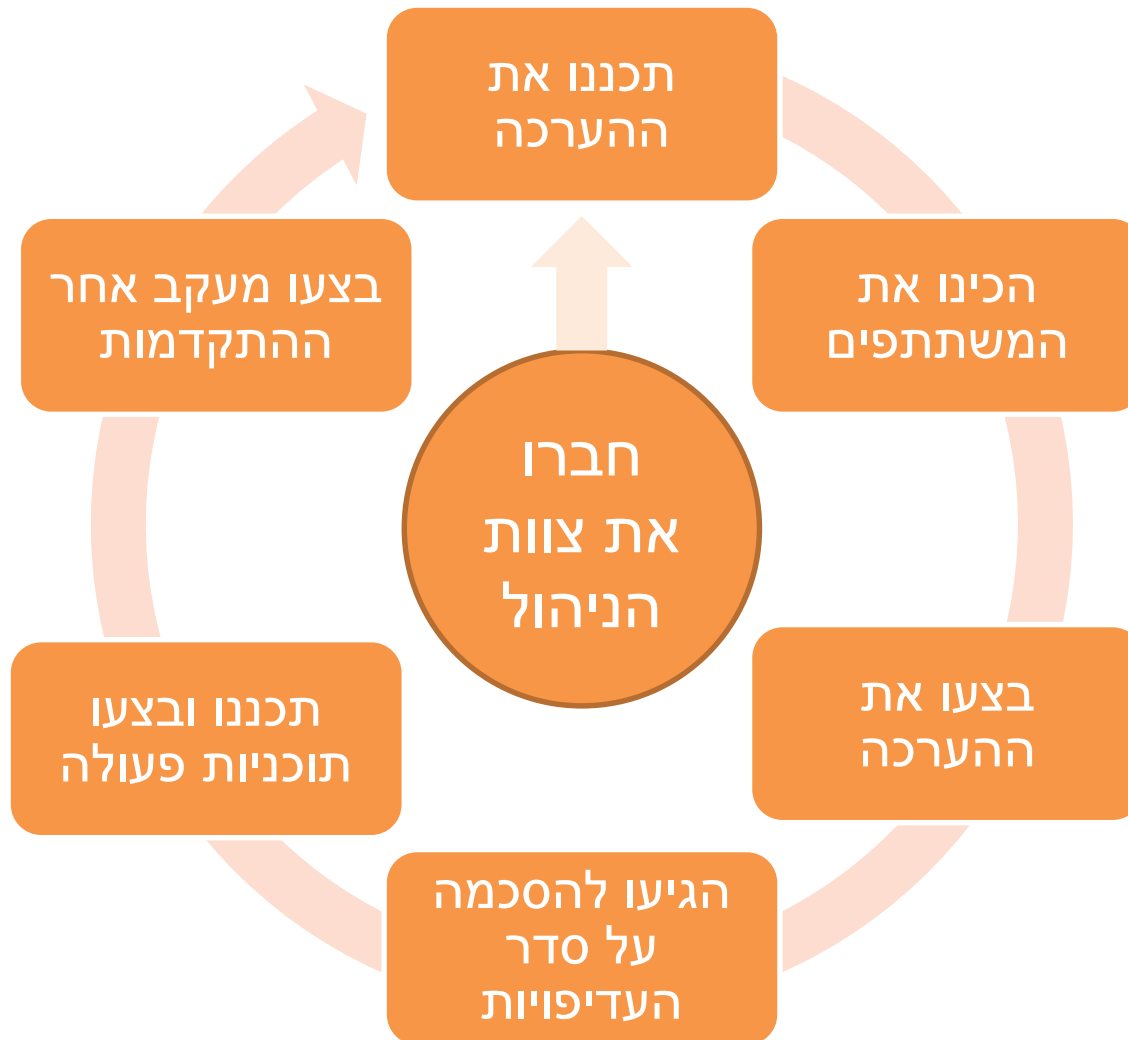 תכננו את
ההערכה
הכינו את
המשתתפים
בצעו את
ההערכה
הגיעו להסכמה
על סדר
העדיפויות
תכננו ובצעו
תוכניות פעולה
בצעו מעקב אחר
ההתקדמות
חברו
את צוות
הניהול